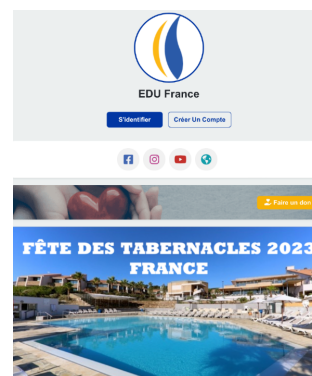 EDU France
S'identifier
Créer Un Compte
Faire un don
FÊTE DES TABERNACLES 2023
FRANCE